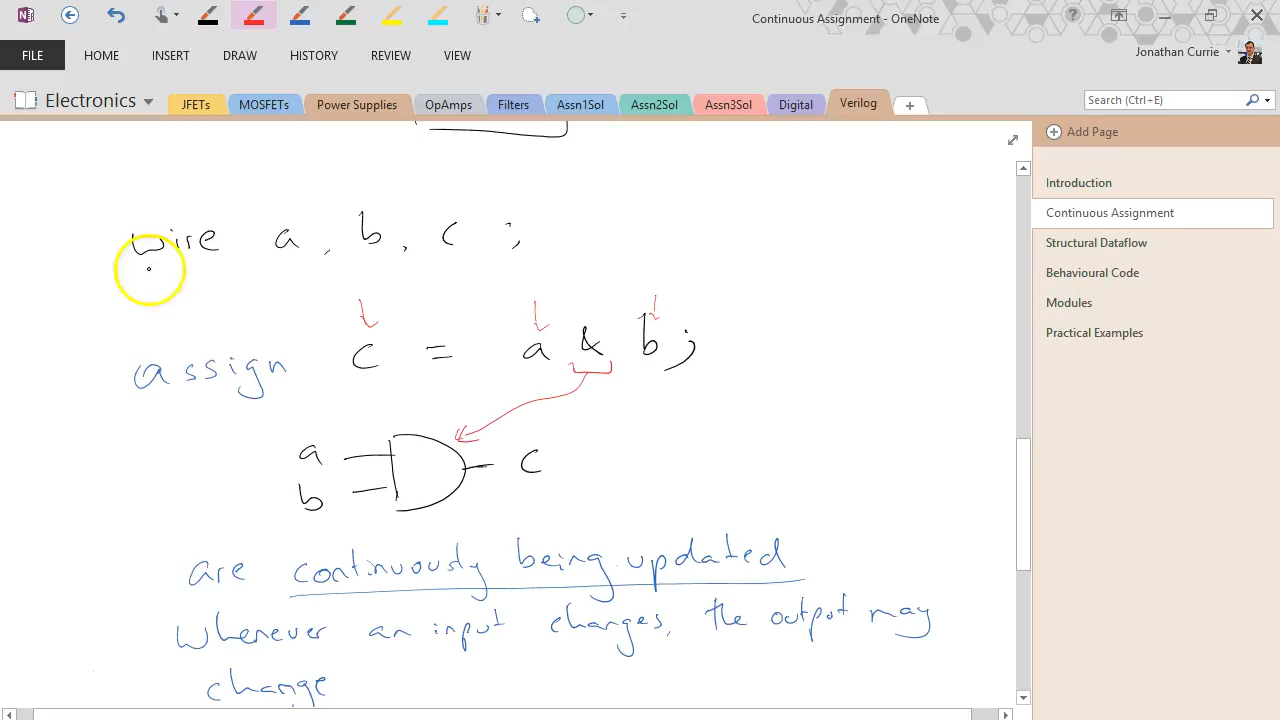 Continuous Assignment - OneNote
?
Jonathan Currie
FILE HOME INSERT DRAW HISTORY REVIEW VIEW
Electronics JFETs MOSFETs Power Supplies OpAmps Filters Assn1Sol Assn2Sol Assn3Sol Digital Verilog +
Search (Ctrl+E)
Add Page
Introduction
Continuous Assignment
Structural Dataflow
Behavioural Code
Modules
Practical Examples
wire a, b, c ;
assign c = a & b;
a
b
c
are continuously being updated
Whenever an input changes, the output may
change